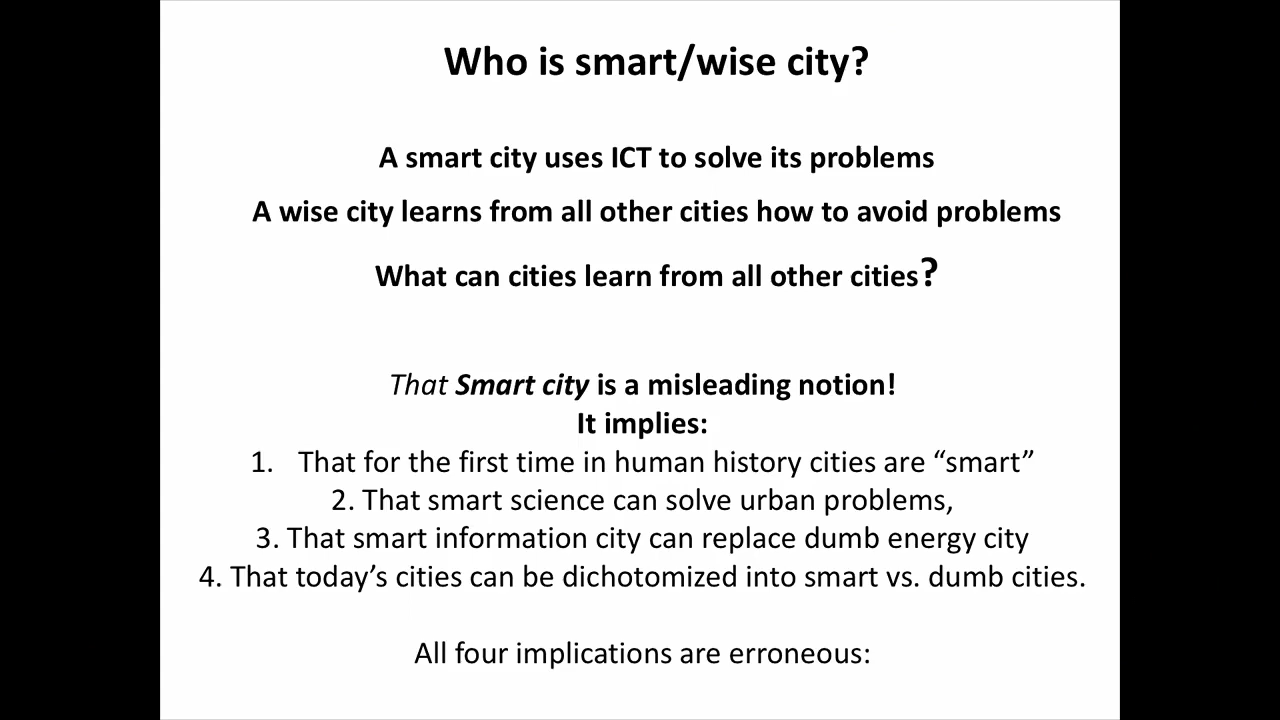 Who is smart/wise city?
A smart city uses ICT to solve its problems
A wise city learns from all other cities how to avoid problems
What can cities learn from all other cities?
That Smart city is a misleading notion!
It implies:
1. That for the first time in human history cities are “smart”
2. That smart science can solve urban problems,
3. That smart information city can replace dumb energy city
4. That today’s cities can be dichotomized into smart vs. dumb cities.
All four implications are erroneous: